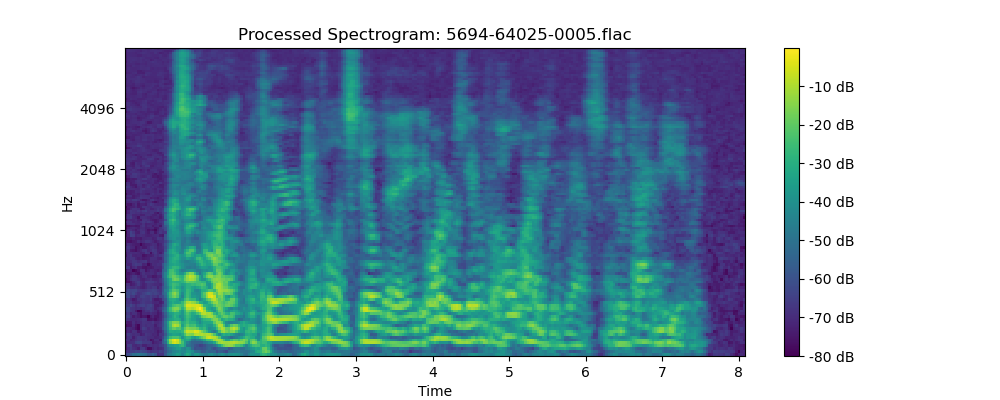 Processed Spectrogram: 5694-64025-0005.flac
Hz
4096
2048
1024
512
0
0 1 2 3 4 5 6 7 8
Time
-10 dB
-20 dB
-30 dB
-40 dB
-50 dB
-60 dB
-70 dB
-80 dB